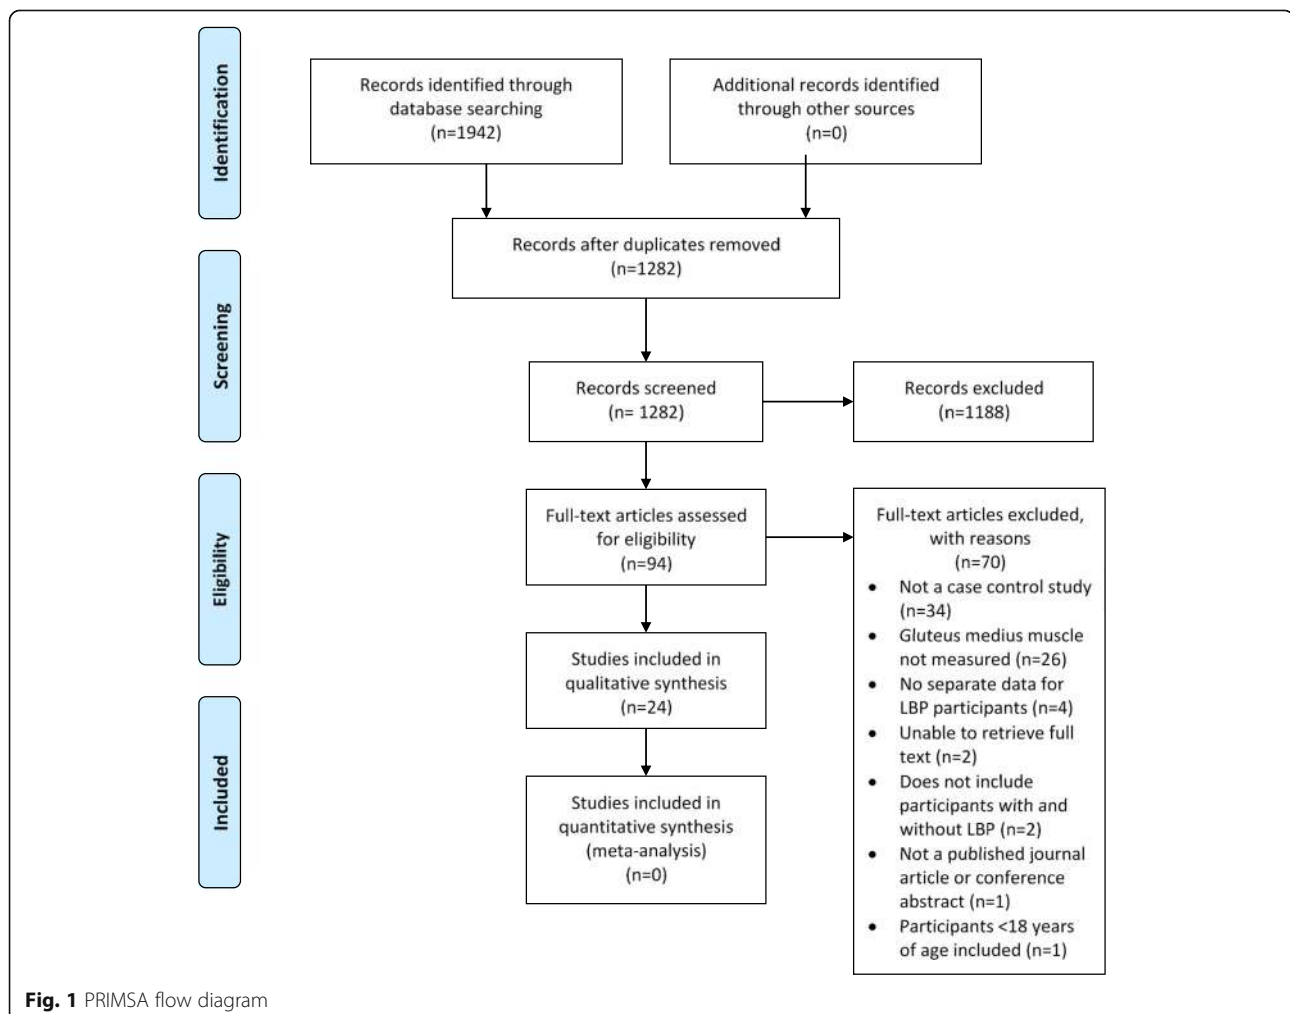 Identification
Records identified through
database searching
(n=1942)
Additional records identified
through other sources
(n=0)
Records after duplicates removed
(n=1282)
Screening
Records screened
(n= 1282)
Records excluded
(n=1188)
Eligibility
Full-text articles assessed
for eligibility
(n=94)
Full-text articles excluded,
with reasons
(n=70)
• Not a case control study
(n=34)
• Gluteus medius muscle
not measured (n=26)
• No separate data for
LBP participants (n=4)
• Unable to retrieve full
text (n=2)
• Does not include
participants with and
without LBP (n=2)
• Not a published journal
article or conference
abstract (n=1)
• Participants <18 years
of age included (n=1)
Studies included in
qualitative synthesis
(n=24)
Included
Studies included in
quantitative synthesis
(meta-analysis)
(n=0)
Fig. 1 PRIMSA flow diagram